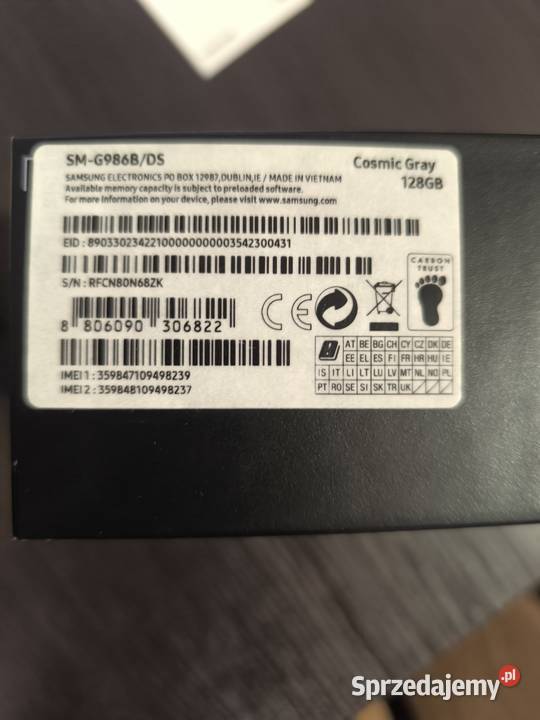 SM-G986B/DS
Cosmic Gray
128GB
SAMSUNG ELECTRONICS PO BOX 12987,DUBLIN,IE / MADE IN VIETNAM
Available memory capacity is subject to preloaded software.
For more information on your device, please visit www.samsung.com
EID : 89033023422100000000003542300431
S/N : RFCN80N68ZK
CARBON
TRUST
CE
8 806090 306822
IMEI 1 : 359847109498239
IMEI 2 : 359848109498237
AT BE BG CH CY CZ DK DE
EE EL ES FI FR HR HU IE
IS IT LI LT LU LV MT NL NO PL
PT RO SE SI SK TR UK
Sprzedajemy.pl